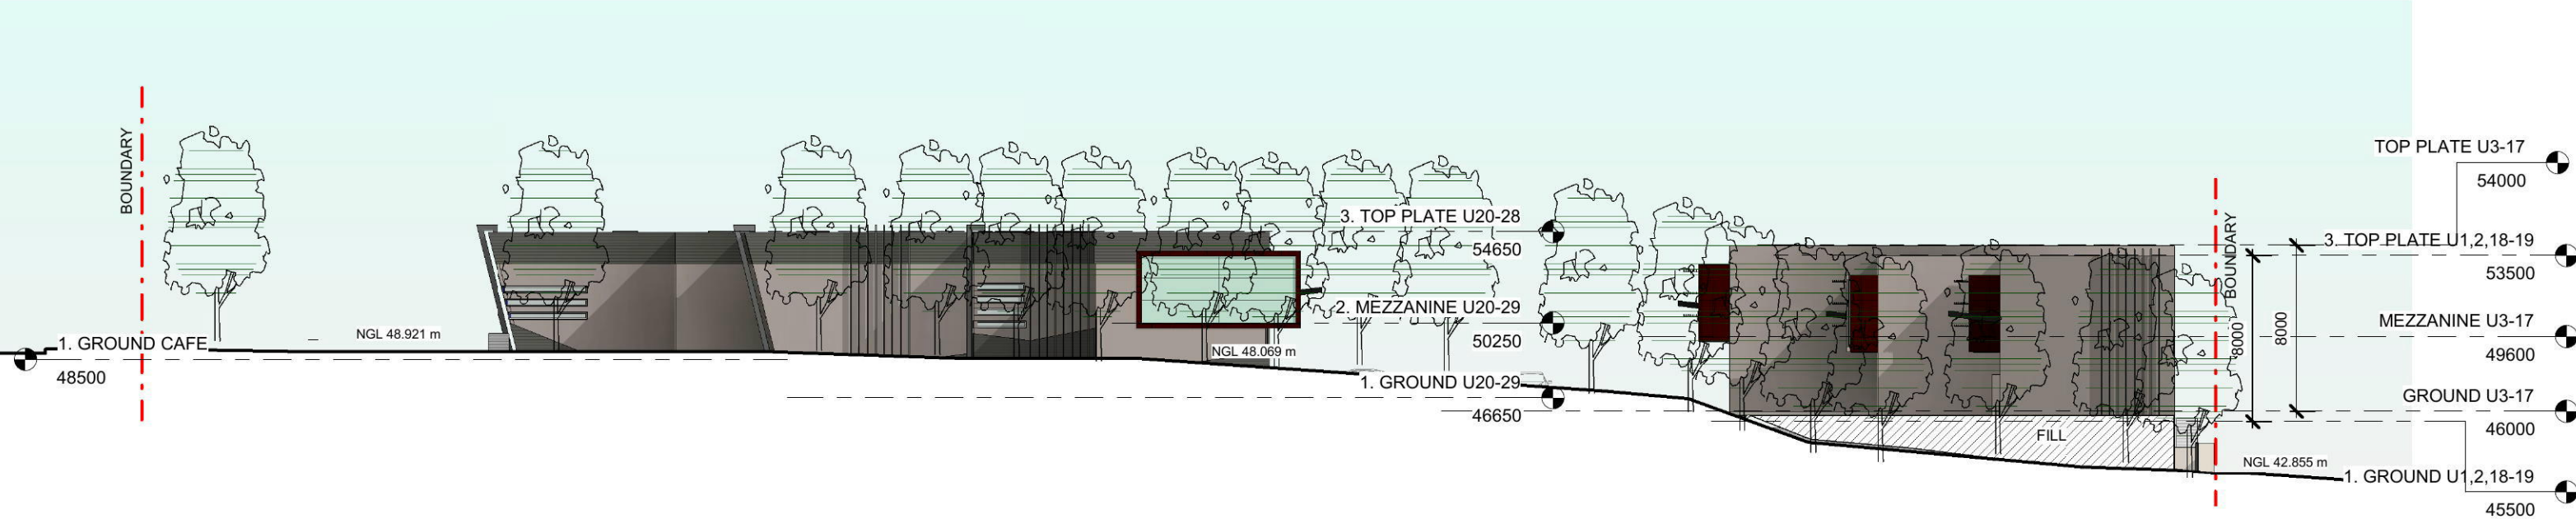 BOUNDARY
1. GROUND CAFE
48500
NGL 48.921 m
NGL 48.069 m
3. TOP PLATE U20-28
54650
2. MEZZANINE U20-29
50250
1. GROUND U20-29
46650
FILL
BOUNDARY
8000
8000
NGL 42.855 m
TOP PLATE U3-17
54000
3. TOP PLATE U1,2,18-19
53500
MEZZANINE U3-17
49600
GROUND U3-17
46000
1. GROUND U1,2,18-19
45500